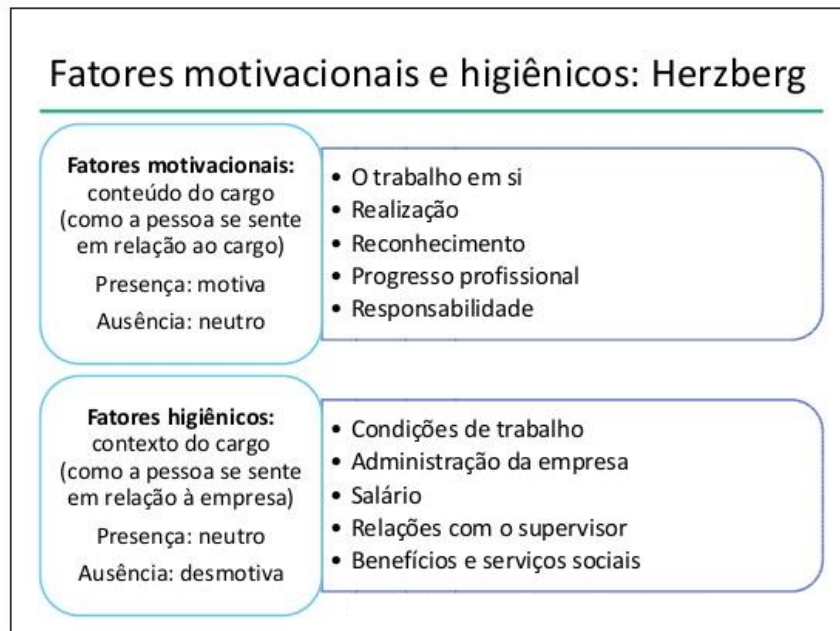 Fatores motivacionais e higiênicos: Herzberg
Fatores motivacionais:
conteúdo do cargo
(como a pessoa se sente
em relação ao cargo)
Presença: motiva
Ausência: neutro
• O trabalho em si
• Realização
• Reconhecimento
• Progresso profissional
• Responsabilidade
Fatores higiênicos:
contexto do cargo
(como a pessoa se sente
em relação à empresa)
Presença: neutro
Ausência: desmotiva
• Condições de trabalho
• Administração da empresa
• Salário
• Relações com o supervisor
• Benefícios e serviços sociais